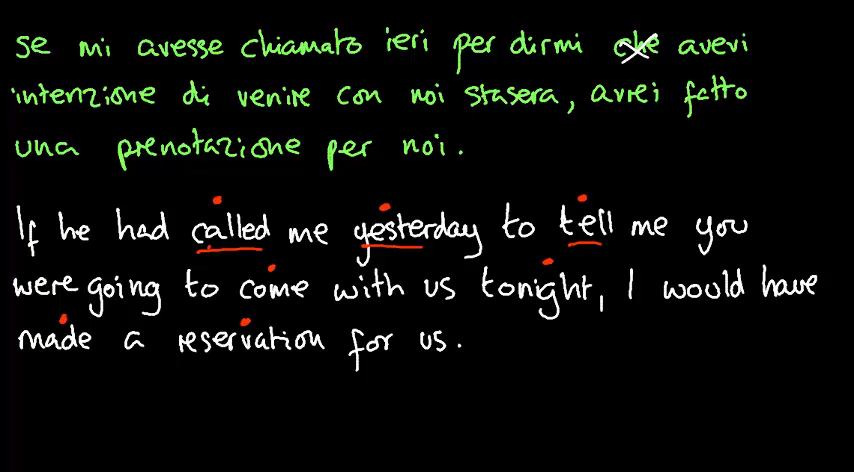 se mi avesse chiamato ieri per dirmi che avevi
intenzione di venire con noi stasera, avrei fatto
una prenotazione per noi.
If he had called me yesterday to tell me you
were going to come with us tonight, I would have
made a reservation for us.